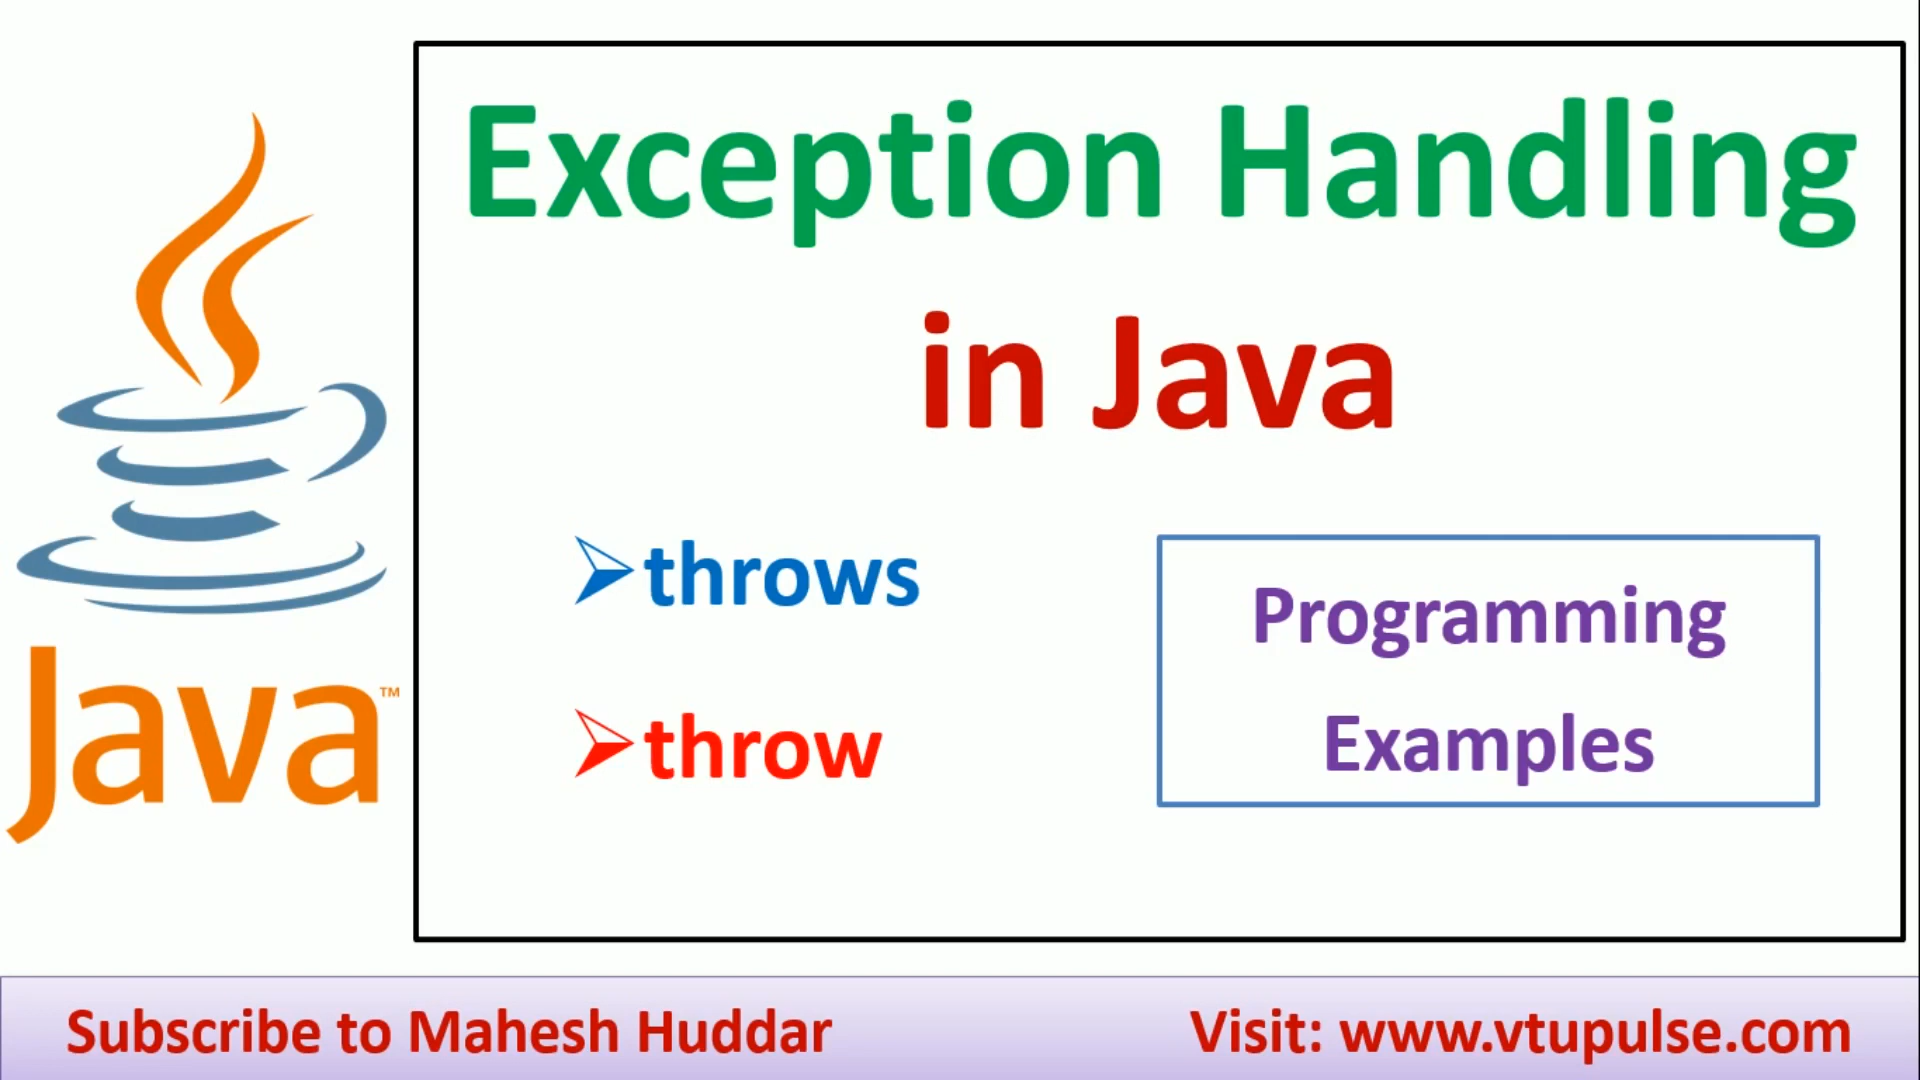 Exception Handling
in Java
throws
throw
Programming
Examples
Java™
Subscribe to Mahesh Huddar
Visit: www.vtupulse.com